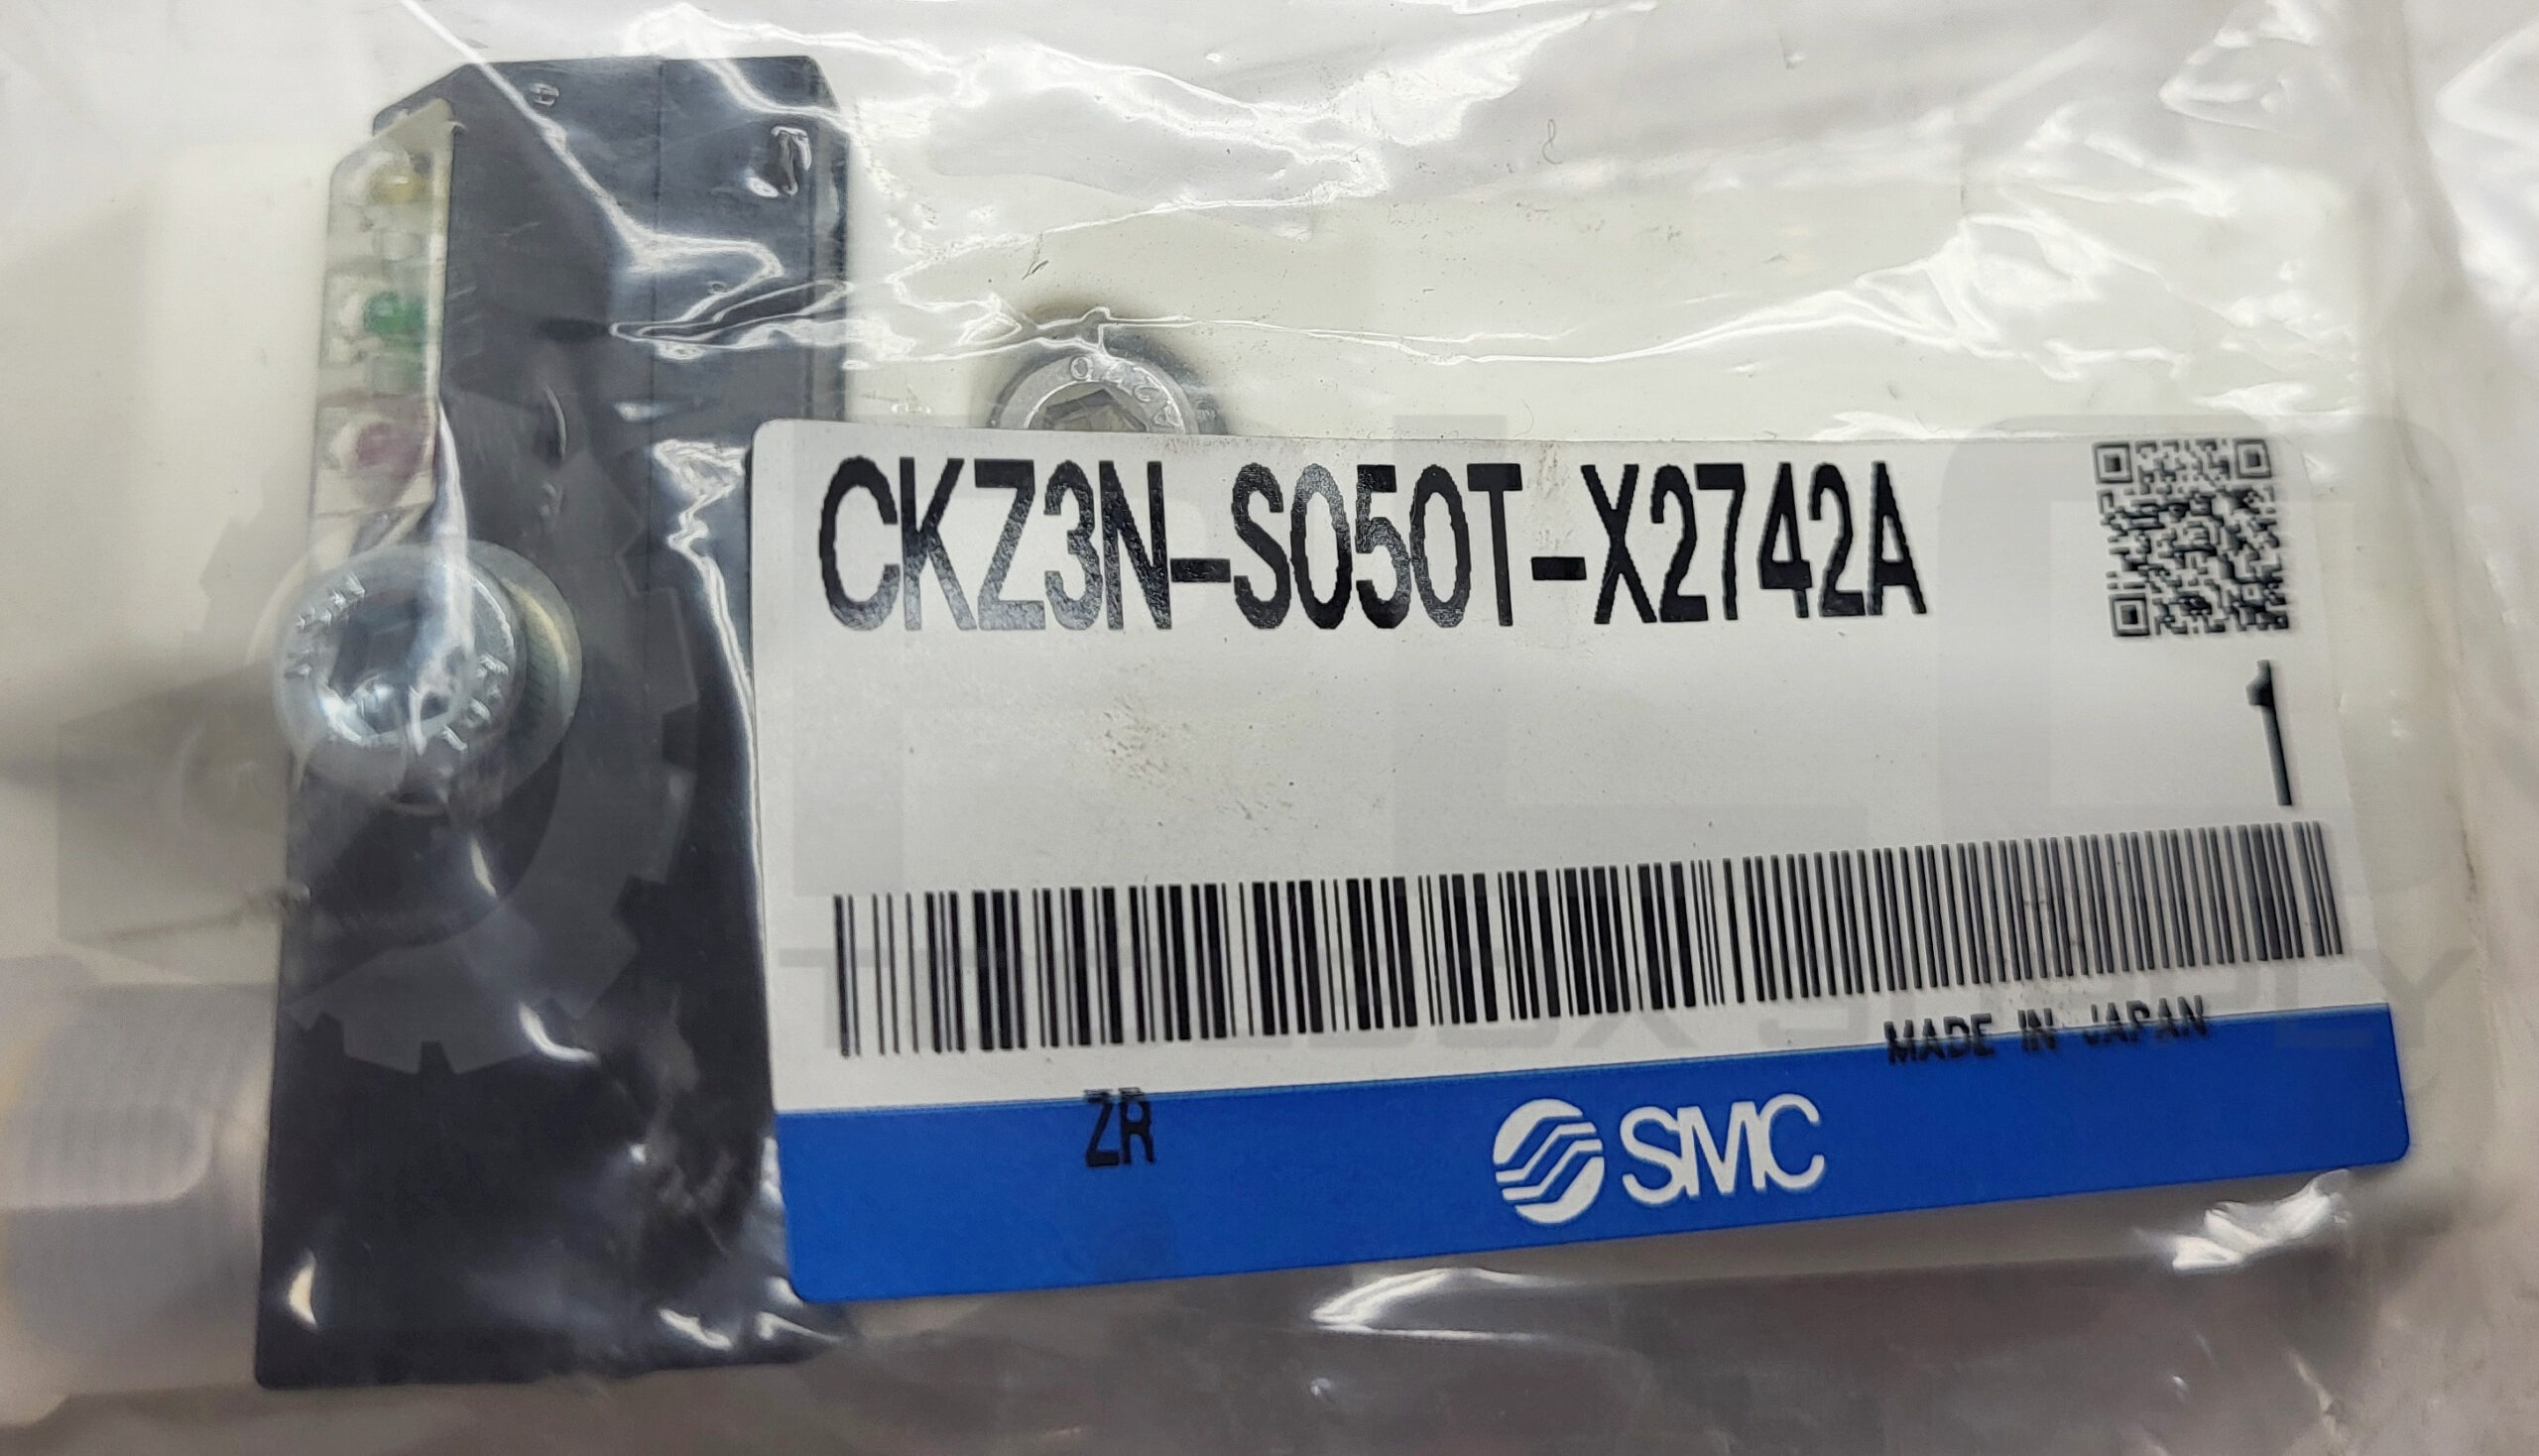 CKZ3N-S050T-X2742A
1
MADE IN JAPAN
ZR
SMC